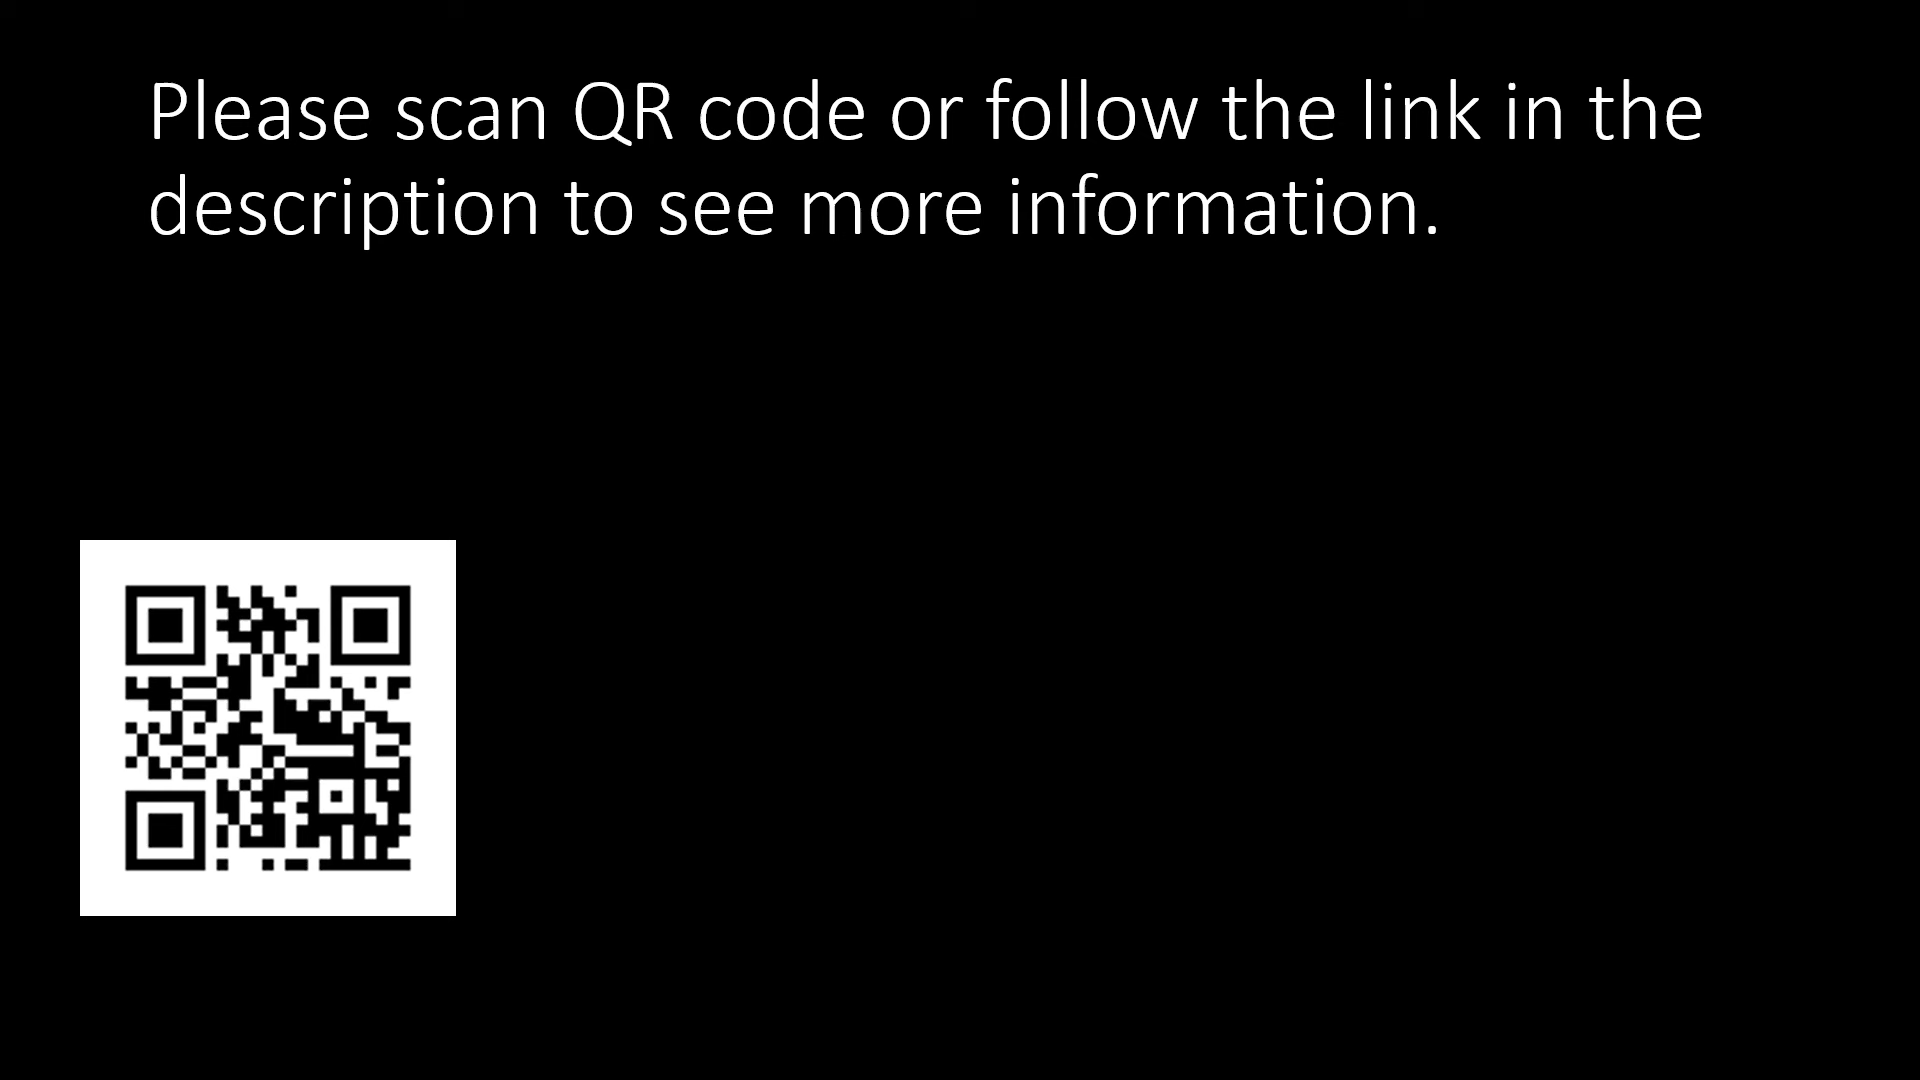 Please scan QR code or follow the link in the
description to see more information.